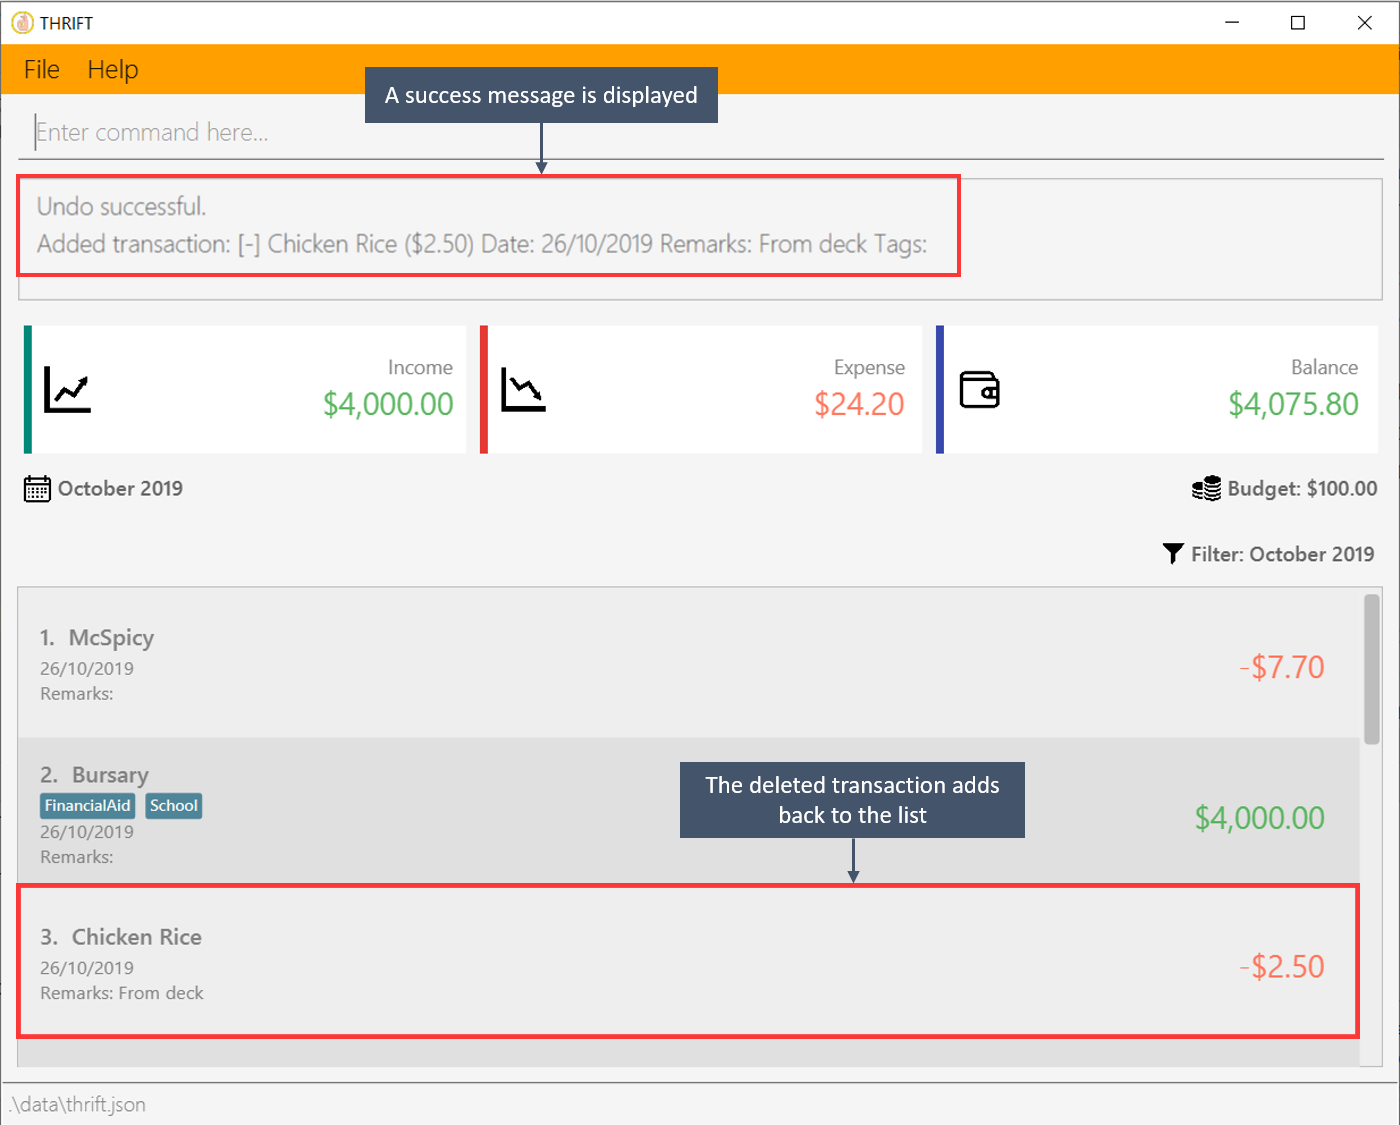 THRIFT
File Help
A success message is displayed
Enter command here...
Undo successful.
Added transaction: [-] Chicken Rice ($2.50) Date: 26/10/2019 Remarks: From deck Tags:
Income
$4,000.00
Expense
$24.20
Balance
$4,075.80
October 2019
Budget: $100.00
Filter: October 2019
1. McSpicy
26/10/2019
Remarks:
-$7.70
2. Bursary
FinancialAid School
26/10/2019
Remarks:
$4,000.00
The deleted transaction adds
back to the list
3. Chicken Rice
26/10/2019
Remarks: From deck
-$2.50
.\data\thrift.json